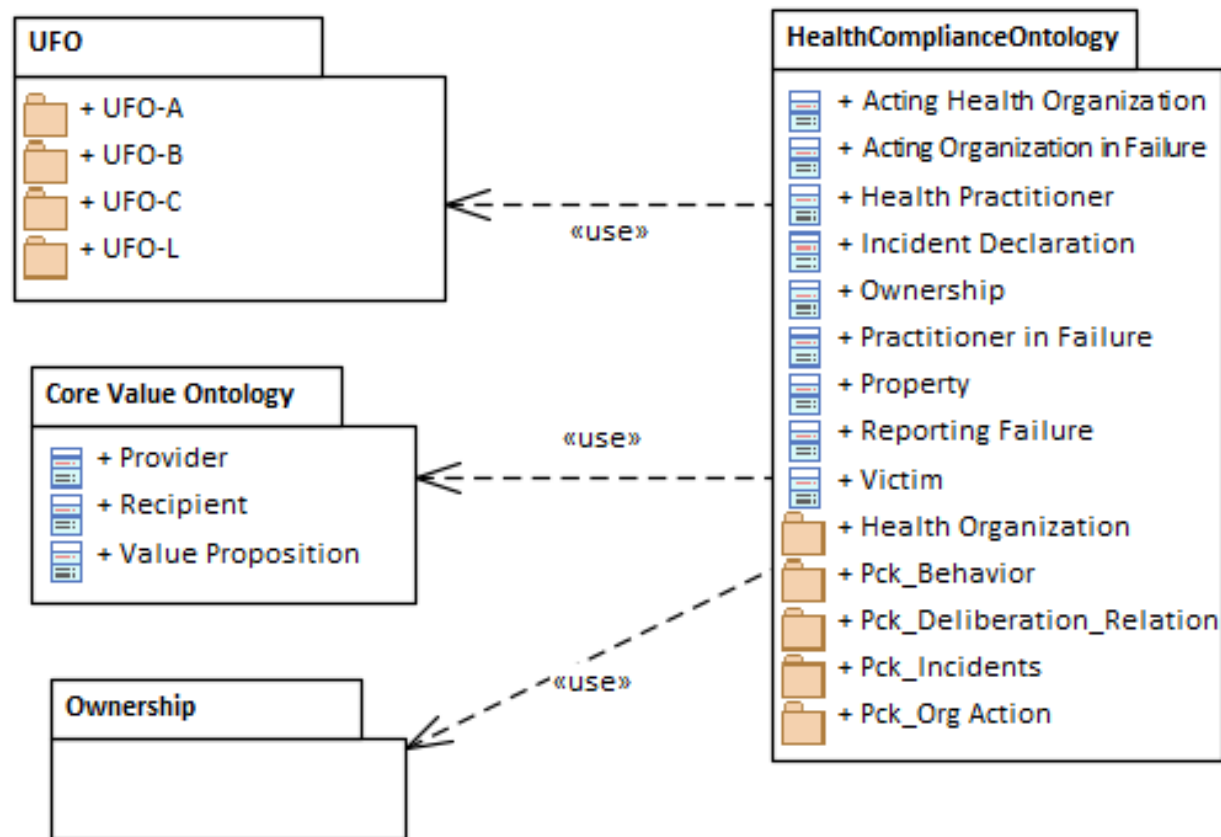 UFO
+ UFO-A
+ UFO-B
+ UFO-C
+ UFO-L
«use»
Core Value Ontology
+ Provider
+ Recipient
+ Value Proposition
«use»
Ownership
«use»
HealthComplianceOntology
+ Acting Health Organization
+ Acting Organization in Failure
+ Health Practitioner
+ Incident Declaration
+ Ownership
+ Practitioner in Failure
+ Property
+ Reporting Failure
+ Victim
+ Health Organization
+ Pck_Behavior
+ Pck_Deliberation_Relation
+ Pck_Incidents
+ Pck_Org Action